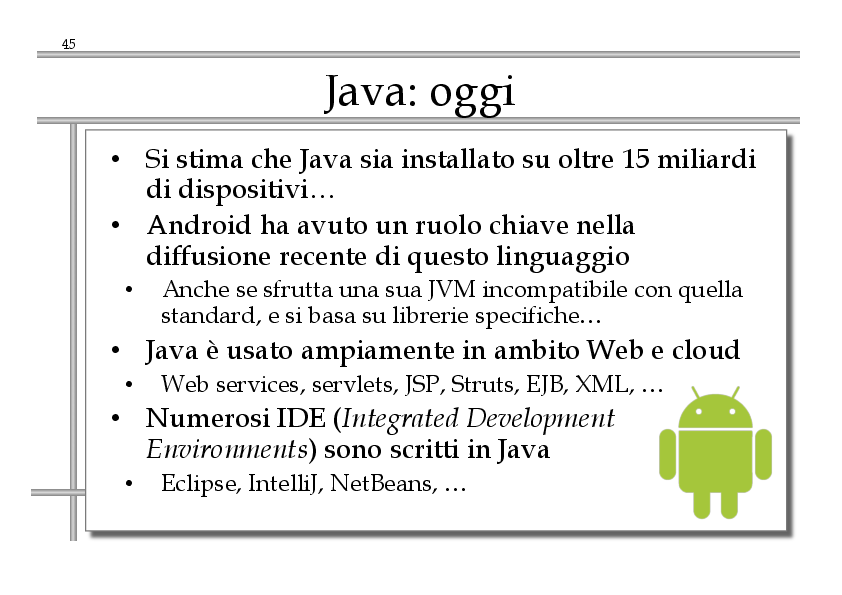 45
Java: oggi
• Si stima che Java sia installato su oltre 15 miliardi
di dispositivi…
• Android ha avuto un ruolo chiave nella
diffusione recente di questo linguaggio
• Anche se sfrutta una sua JVM incompatibile con quella
standard, e si basa su librerie specifiche…
• Java è usato ampiamente in ambito Web e cloud
• Web services, servlets, JSP, Struts, EJB, XML, …
• Numerosi IDE (Integrated Development
Environments) sono scritti in Java
• Eclipse, IntelliJ, NetBeans, …